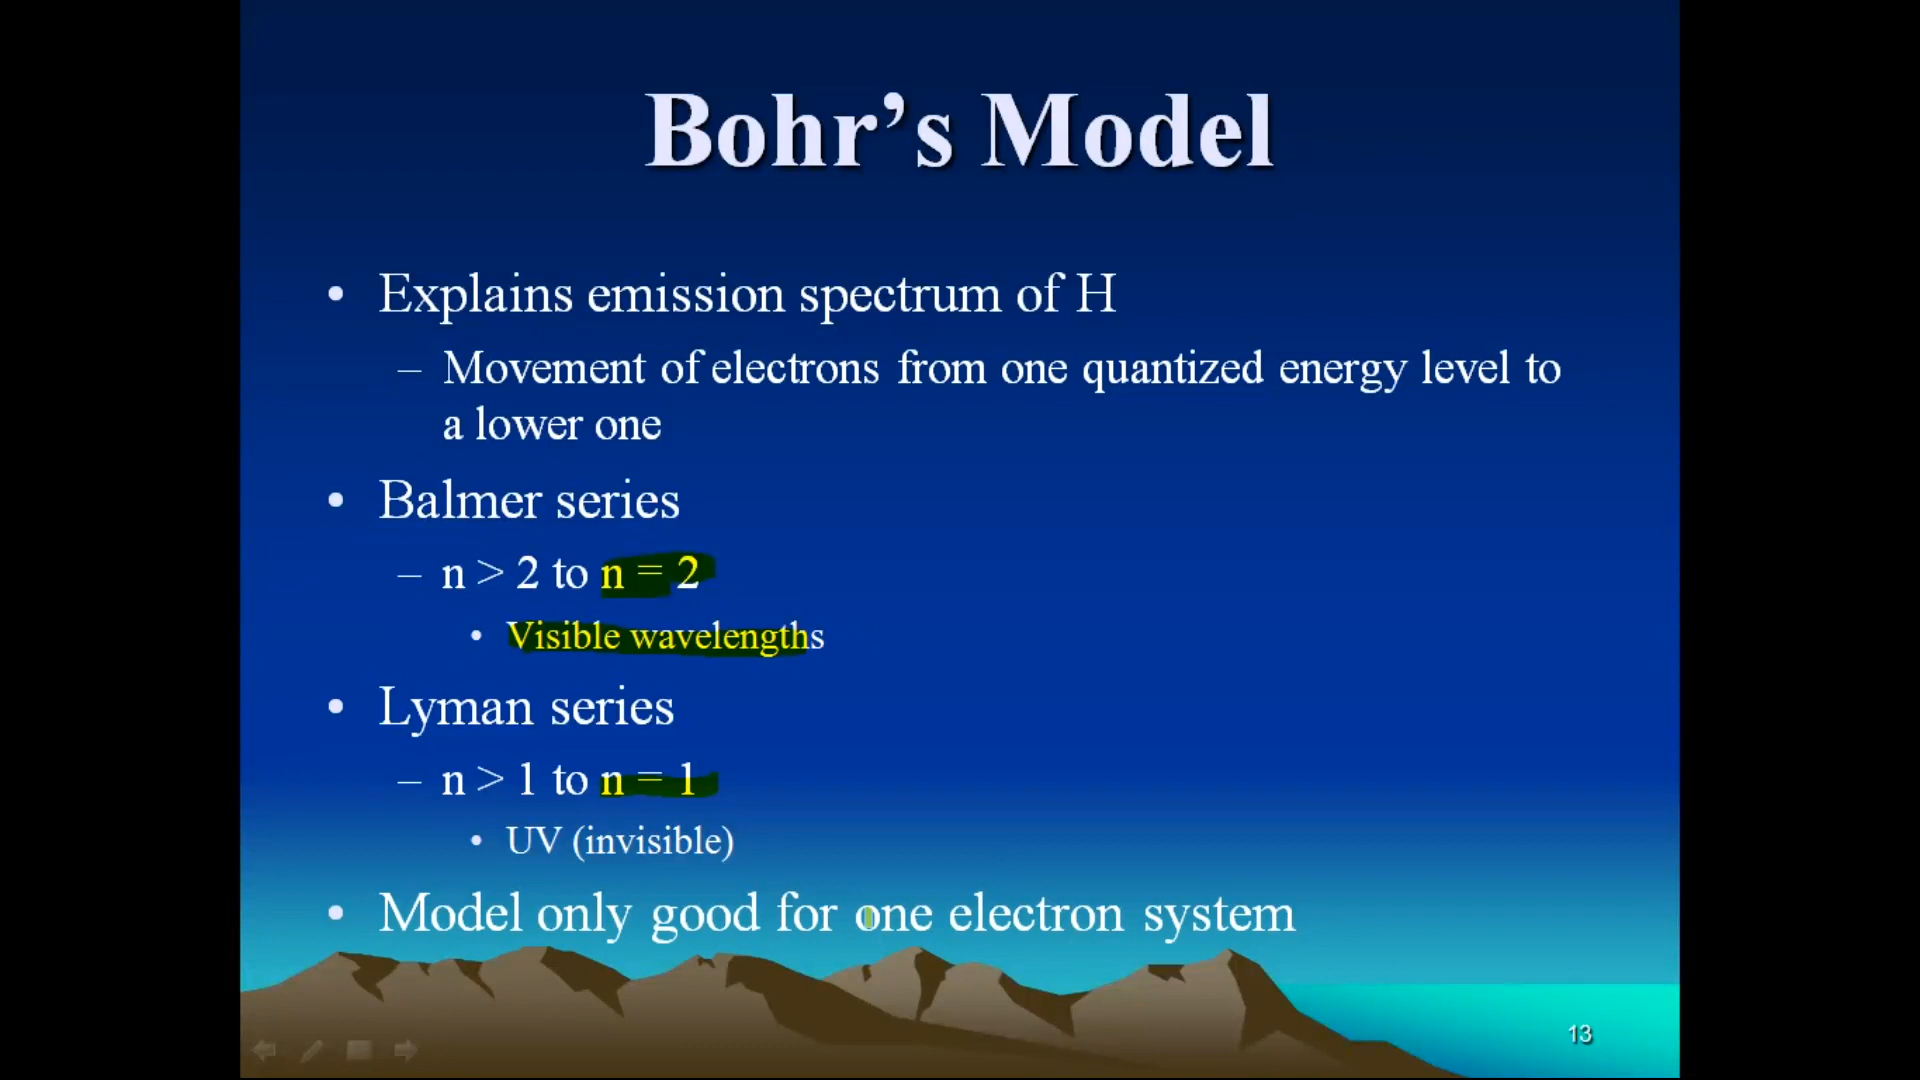 Bohr’s Model
• Explains emission spectrum of H
– Movement of electrons from one quantized energy level to
a lower one
• Balmer series
– n > 2 to n = 2
• Visible wavelengths
• Lyman series
– n > 1 to n = 1
• UV (invisible)
• Model only good for one electron system
13